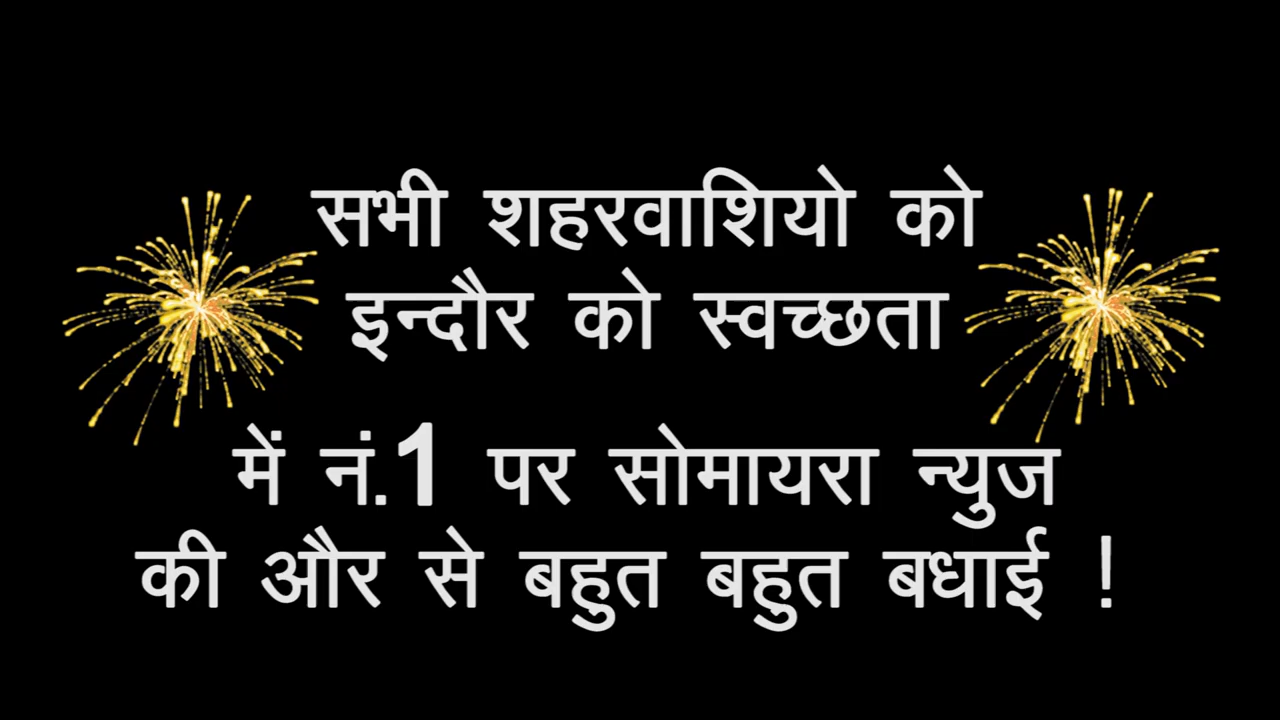 सभी शहरवाशियो को
इन्दौर को स्वच्छता
में नं.1 पर सोमायरा न्युज
की और से बहुत बहुत बधाई !